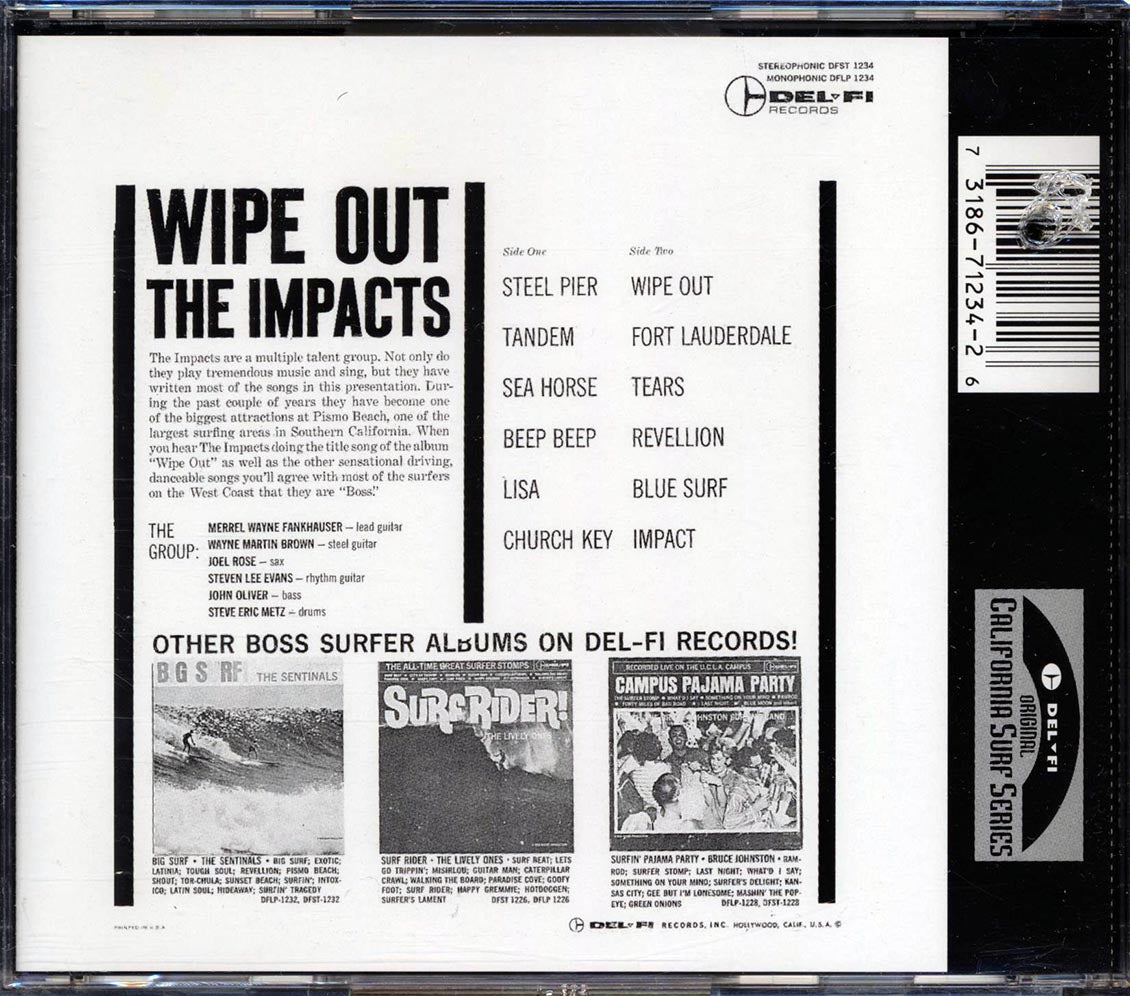 STEREOPHONIC DFST 1234
MONOPHONIC DFLP 1234
DEL-FI
RECORDS
WIPE OUT
THE IMPACTS
The Impacts are a multiple talent group. Not only do
they play tremendous music and sing, but they have
written most of the songs in this presentation. Dur-
ing the past couple of years they have become one
of the biggest attractions at Pismo Beach, one of the
largest surfing areas in Southern California. When
you hear The Impacts doing the title song of the album
“Wipe Out” as well as the other sensational driving,
danceable songs you'll agree with most of the surfers
on the West Coast that they are “Boss.”
THE
GROUP:
MERREL WAYNE FANKHAUSER – lead guitar
WAYNE MARTIN BROWN – steel guitar
JOEL ROSE – sax
STEVEN LEE EVANS – rhythm guitar
JOHN OLIVER – bass
STEVE ERIC METZ – drums
Side One
STEEL PIER
TANDEM
SEA HORSE
BEEP BEEP
LISA
CHURCH KEY
Side Two
WIPE OUT
FORT LAUDERDALE
TEARS
REVELLION
BLUE SURF
IMPACT
OTHER BOSS SURFER ALBUMS ON DEL-FI RECORDS!
BIG SURF THE SENTINALS
BIG SURF • THE SENTINALS • BIG SURF; EXOTIC;
LATINIA; TOUGH SOUL; REVELLION; PISMO BEACH;
SHOUT; TOR-CHULA; SUNSET BEACH; SURFIN'; INTOX-
ICO; LATIN SOUL; HIDEAWAY; SURFIN' TRAGEDY
DFLP-1232, DFST-1232
THE ALL-TIME GREAT SURFER STOMPS
SURF RIDER!
THE LIVELY ONES
SURF RIDER • THE LIVELY ONES • SURF BEAT; LETS
GO TRIPPIN'; MISIRLOU; GUITAR MAN; CATERPILLAR
CRAWL; WALKING THE BOARD; PARADISE COVE; GOOFY
FOOT; SURF RIDER; HAPPY GREMMIE; HOTDOGGEN;
SURFER'S LAMENT DFST 1226, DFLP 1226
RECORDED LIVE ON THE U.C.L.A. CAMPUS
CAMPUS PAJAMA PARTY
JOHNSTON SURFING BAND
SURFIN' PAJAMA PARTY • BRUCE JOHNSTON • RAM-
ROD; SURFER STOMP; LAST NIGHT; WHAT'D I SAY;
SOMETHING ON YOUR MIND; SURFER'S DELIGHT; KAN-
SAS CITY; GEE BUT I'M LONESOME; MASHIN' THE POP-
EYE; GREEN ONIONS DFLP-1228, DFST-1228
PRINTED IN U.S.A.
DEL-FI RECORDS, INC. HOLLYWOOD, CALIF., U.S.A. ©
7 3186-71234-2 6
DEL-FI
ORIGINAL
CALIFORNIA SURF SERIES